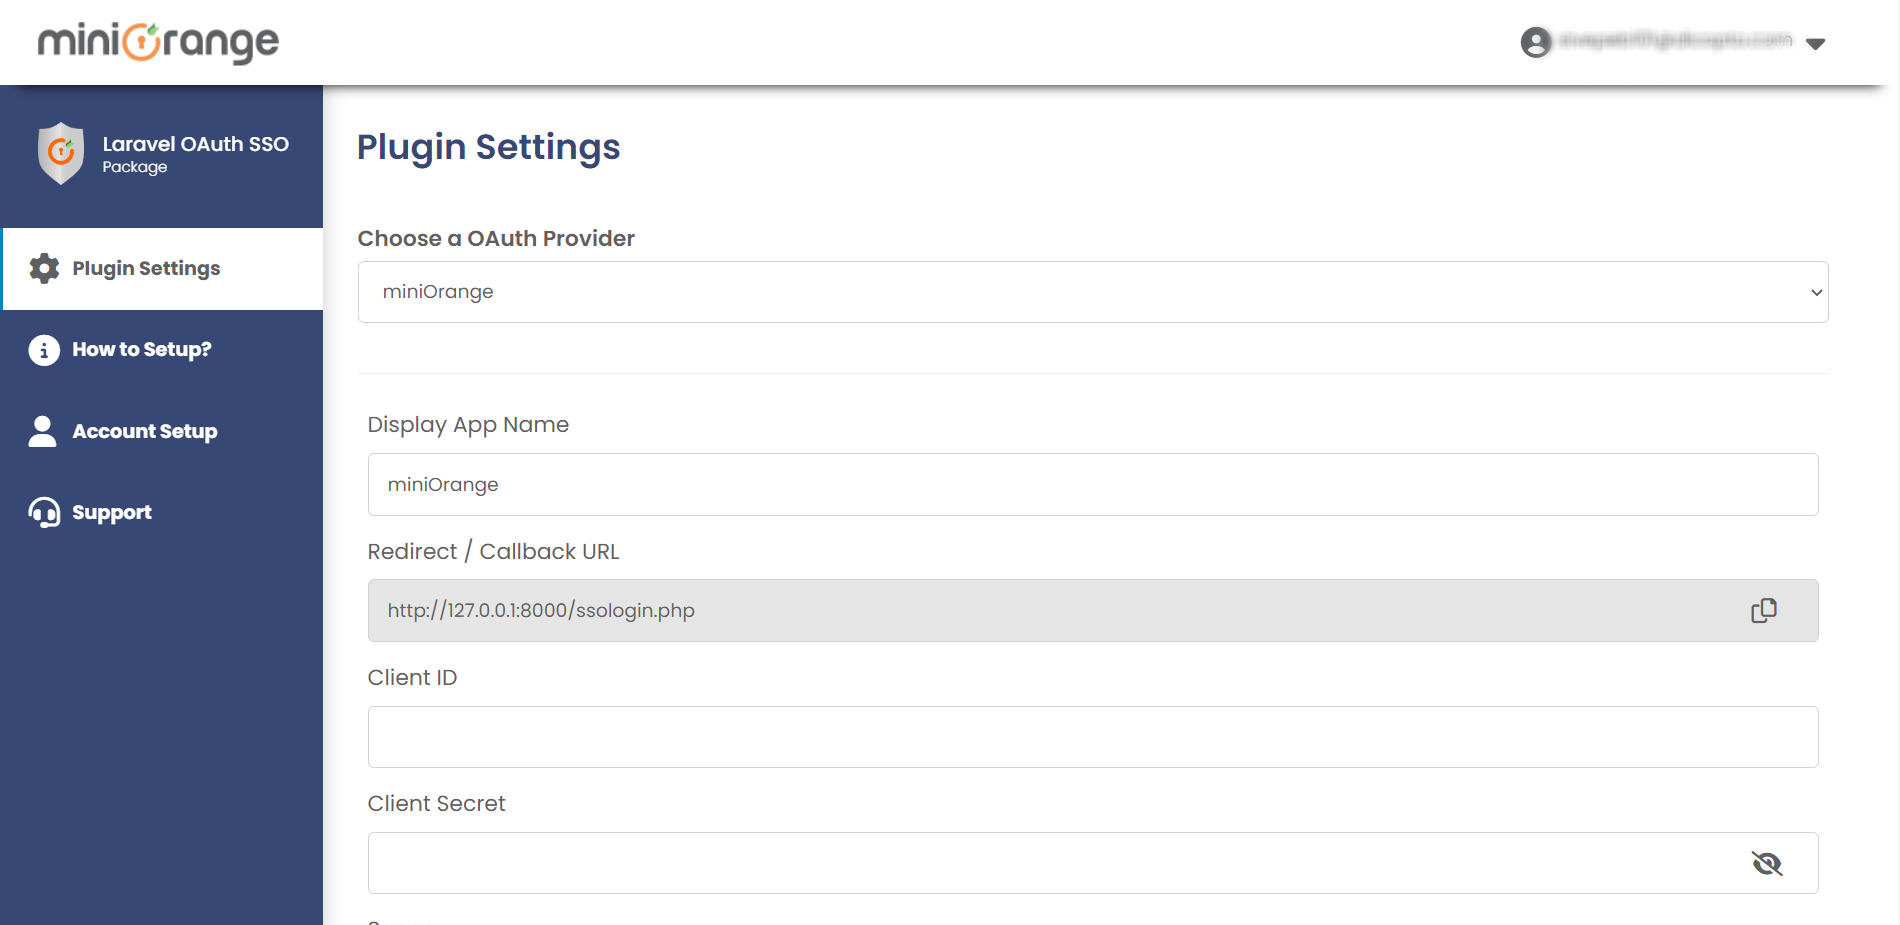 miniOrange
Laravel OAuth SSO
Package
Plugin Settings
How to Setup?
Account Setup
Support
Plugin Settings
Choose a OAuth Provider
miniOrange
Display App Name
miniOrange
Redirect / Callback URL
http://127.0.0.1:8000/ssologin.php
Client ID
Client Secret